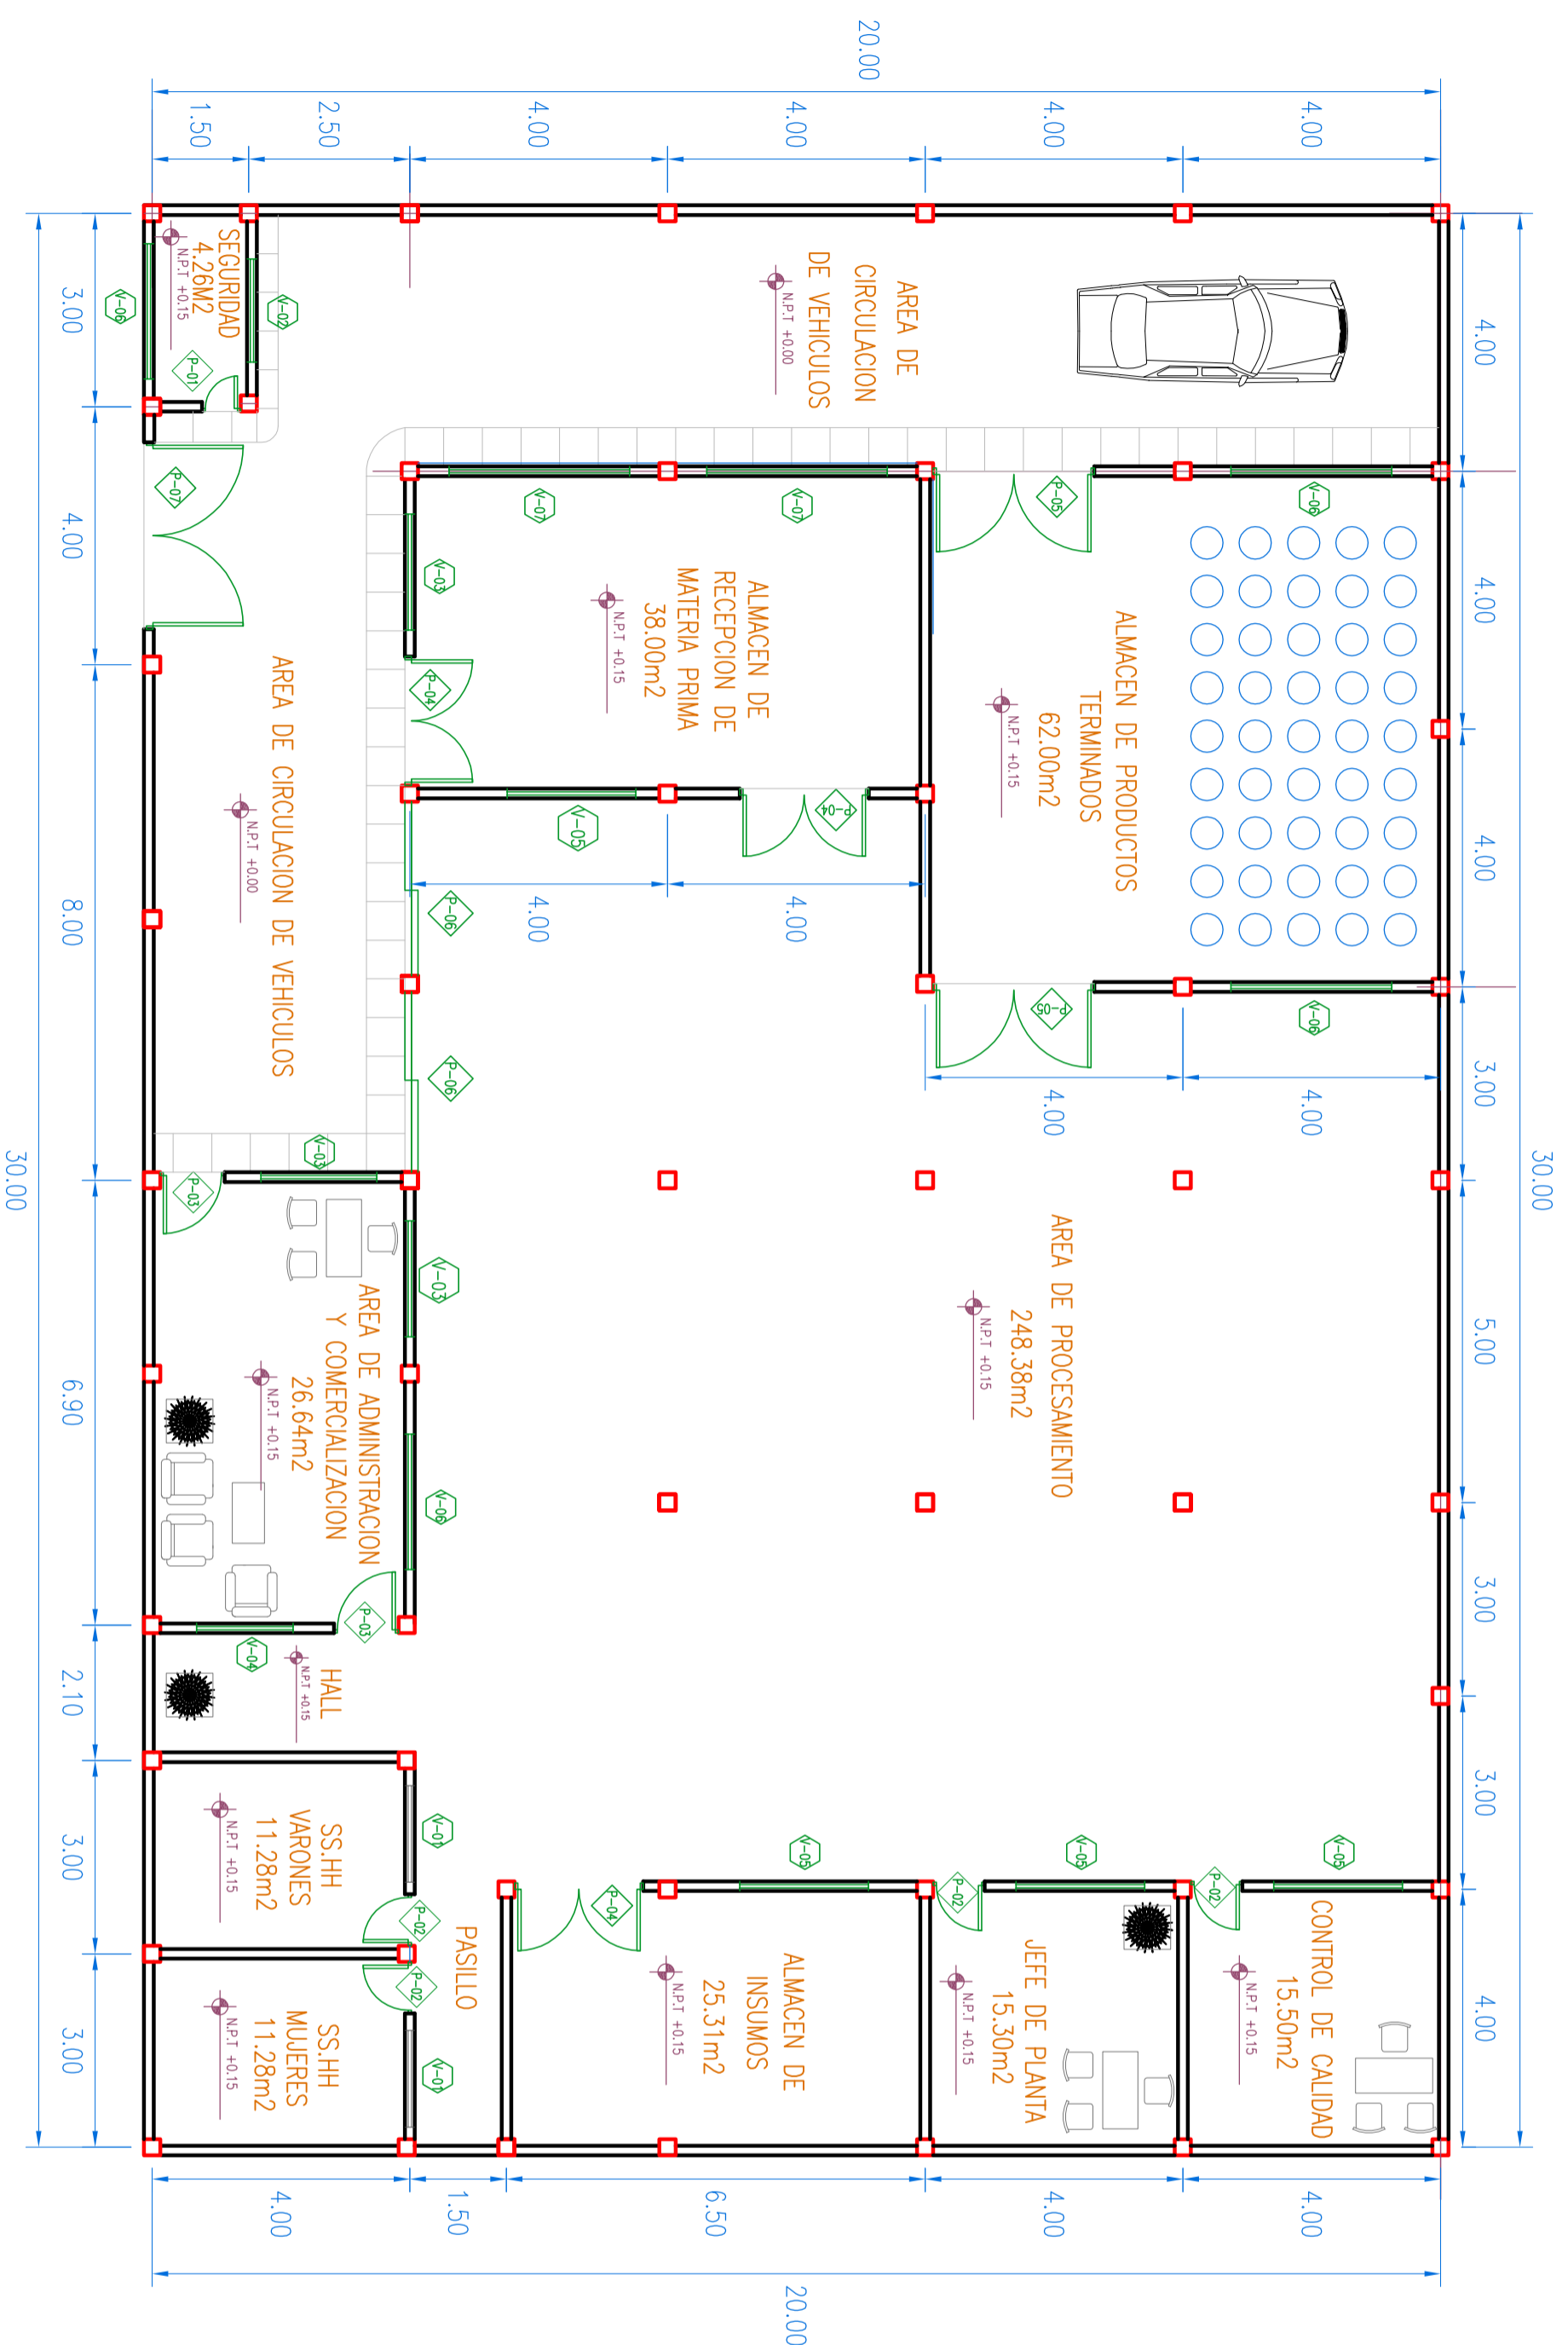 30.00
4.00
4.00
4.00
3.00
5.00
3.00
3.00
4.00
20.00
4.00
4.00
4.00
4.00
2.50
1.50
AREA DE
CIRCULACION
DE VEHICULOS
N.P.T +0.00
V-06
P-05
ALMACEN DE PRODUCTOS
TERMINADOS
62.00m2
N.P.T +0.15
V-06
P-05
4.00
4.00
V-07
V-07
V-03
ALMACEN DE
RECEPCION DE
MATERIA PRIMA
38.00m2
N.P.T +0.15
P-04
P-04
V-05
4.00
4.00
P-06
P-06
AREA DE PROCESAMIENTO
248.38m2
N.P.T +0.15
V-05
P-02
CONTROL DE CALIDAD
15.50m2
N.P.T +0.15
V-05
P-02
JEFE DE PLANTA
15.30m2
N.P.T +0.15
V-05
P-04
ALMACEN DE
INSUMOS
25.31m2
N.P.T +0.15
PASILLO
V-02
SEGURIDAD
4.26M2
N.P.T +0.15
P-01
V-06
P-07
AREA DE CIRCULACION DE VEHICULOS
N.P.T +0.00
V-03
P-03
V-03
AREA DE ADMINISTRACION
Y COMERCIALIZACION
26.64m2
N.P.T +0.15
V-06
P-03
V-04
HALL
N.P.T +0.15
V-01
SS.HH
VARONES
11.28m2
N.P.T +0.15
P-02
P-02
SS.HH
MUJERES
11.28m2
N.P.T +0.15
V-01
4.00
4.00
6.50
1.50
4.00
20.00
3.00
4.00
8.00
6.90
2.10
3.00
3.00
30.00